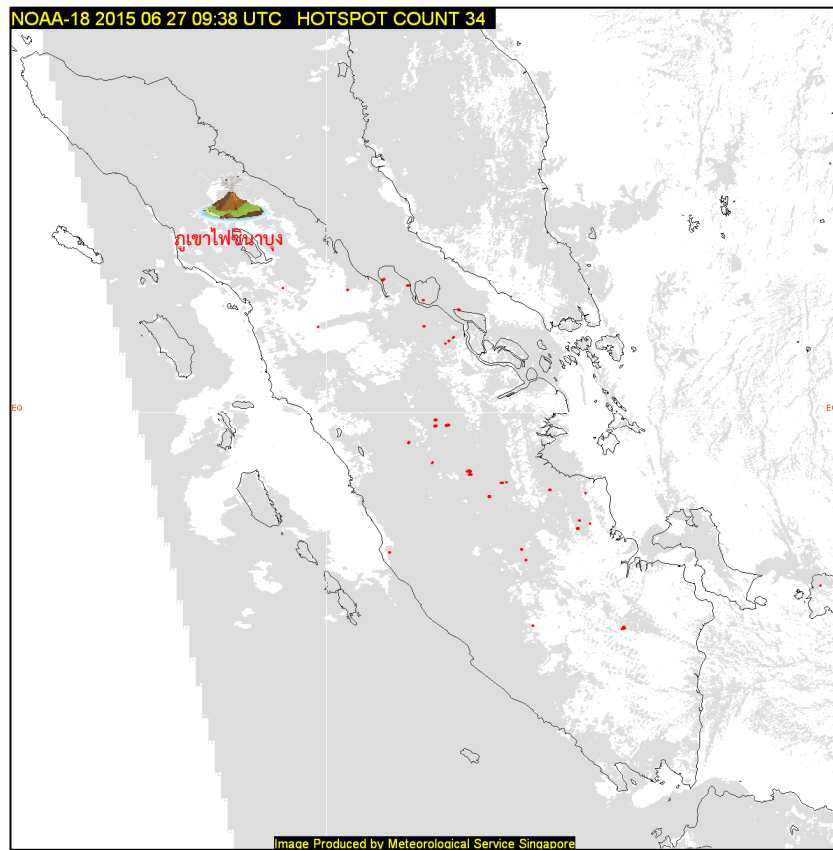 NOAA-18 2015 06 27 09:38 UTC   HOTSPOT COUNT 34
ภูเขาไฟซินาบุง
EQ
EQ
Image Produced by Meteorological Service Singapore